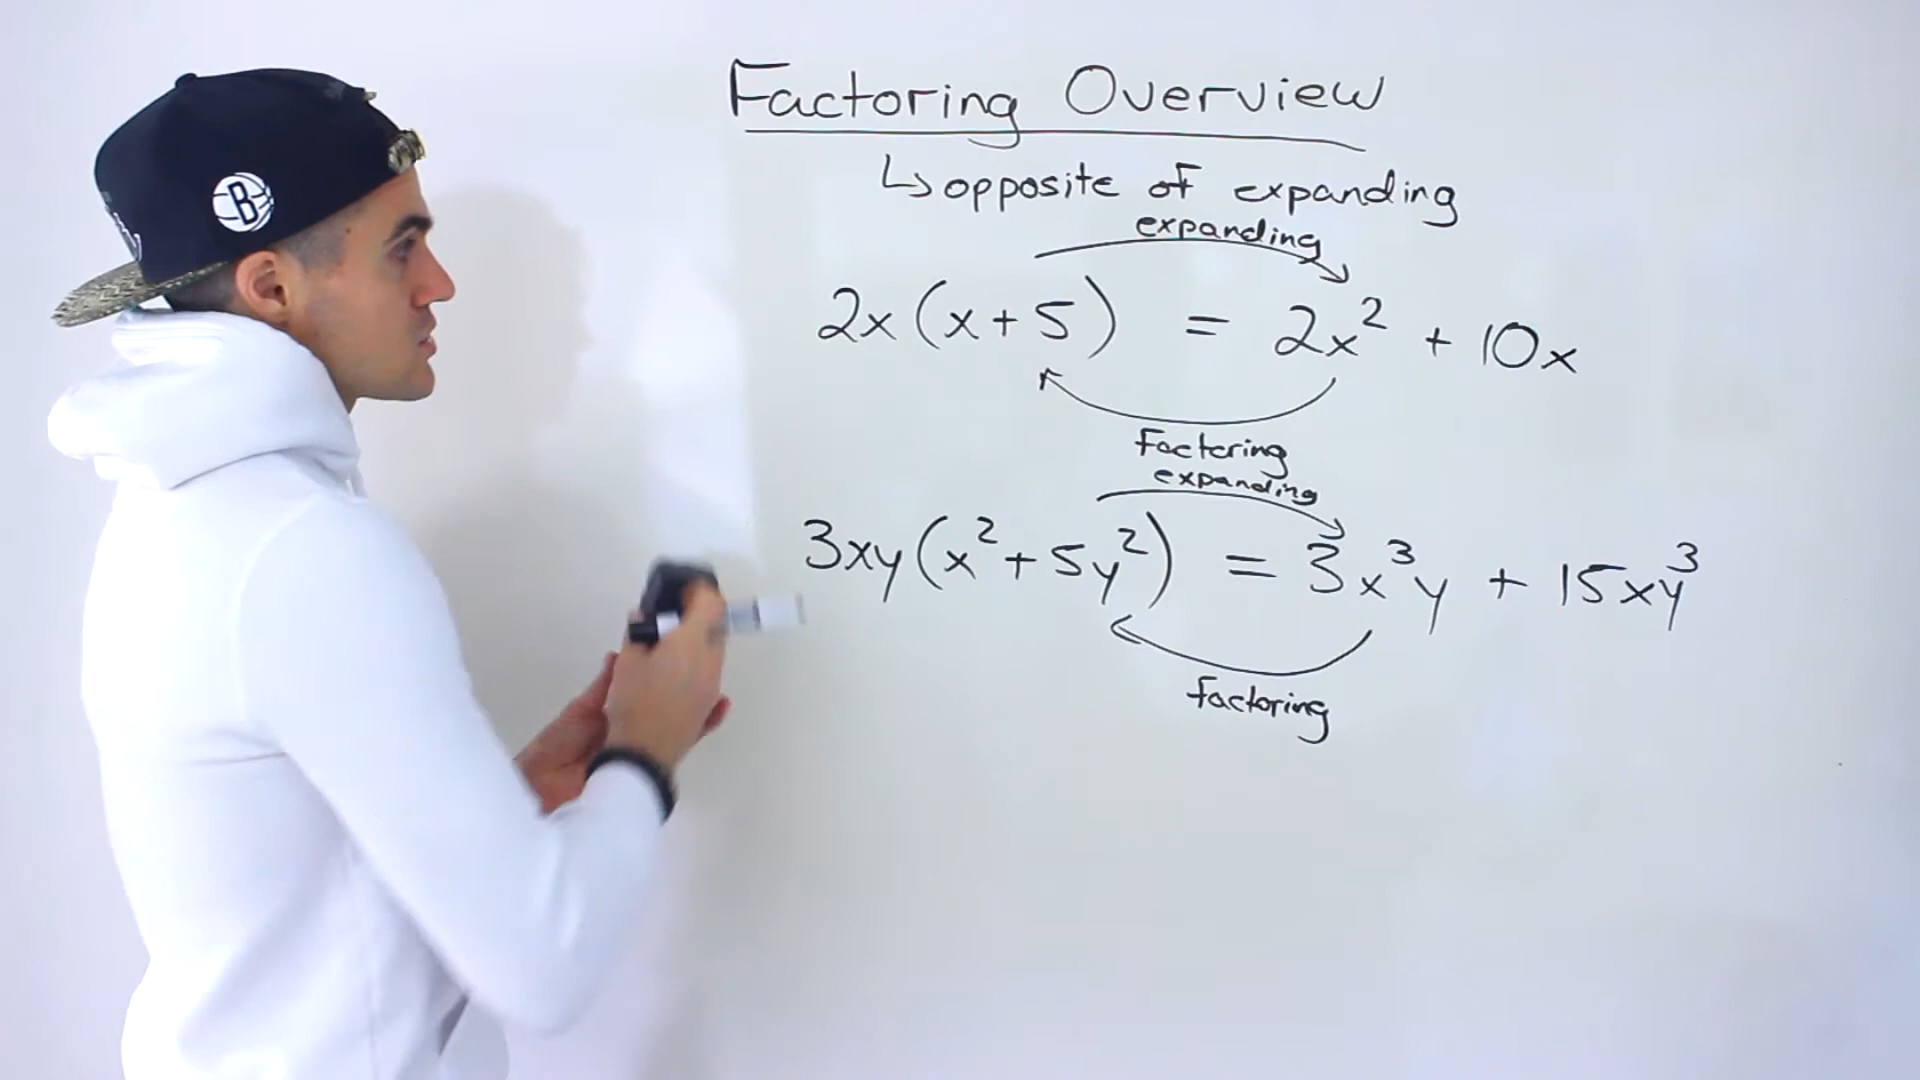 Factoring Overview
↳ opposite of expanding
expanding
2x(x+5) = 2x² + 10x
Factoring
expanding
3xy(x²+5y²) = 3x³y + 15xy³
factoring
B